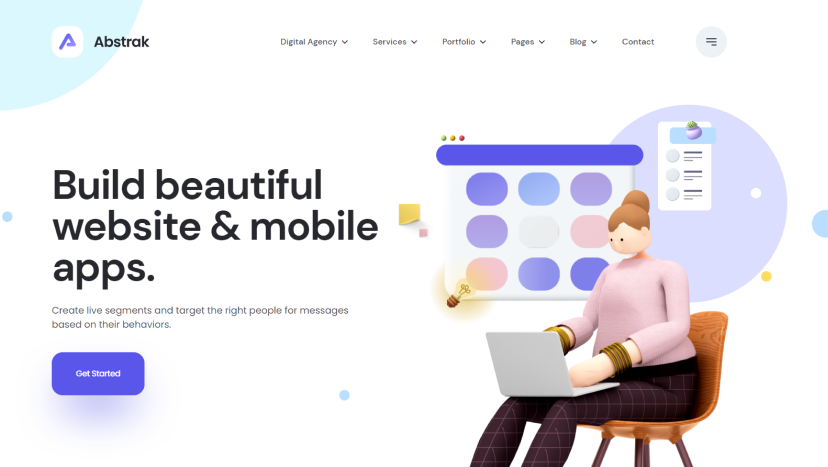 Abstrak
Digital Agency
Services
Portfolio
Pages
Blog
Contact
Build beautiful
website & mobile
apps.
Create live segments and target the right people for messages
based on their behaviors.
Get Started